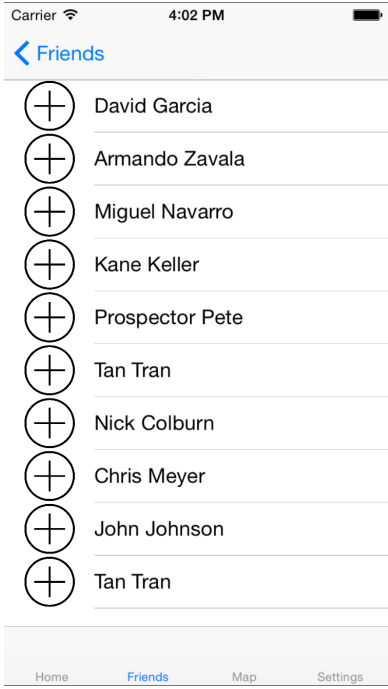 Carrier 4:02 PM
Friends
David Garcia
Armando Zavala
Miguel Navarro
Kane Keller
Prospector Pete
Tan Tran
Nick Colburn
Chris Meyer
John Johnson
Tan Tran
Home Friends Map Settings